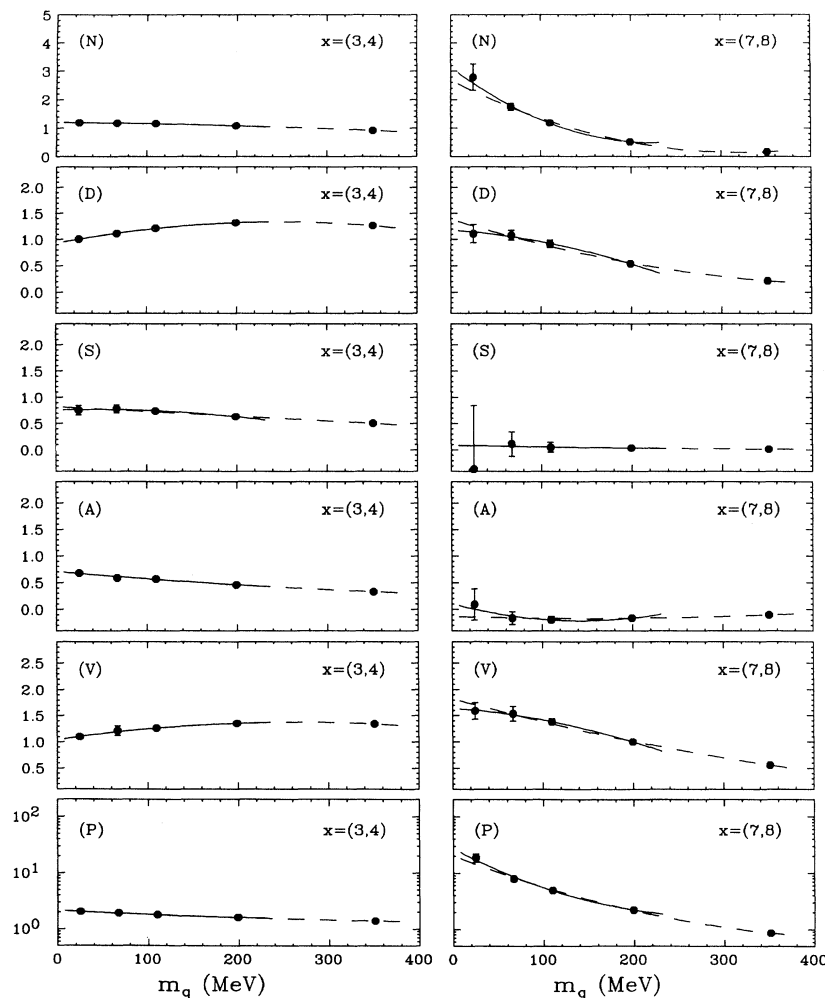 (N) x=(3,4)
5
4
3
2
1
0
(N) x=(7,8)
(D) x=(3,4)
2.0
1.5
1.0
0.5
0.0
(D) x=(7,8)
(S) x=(3,4)
2.0
1.5
1.0
0.5
0.0
(S) x=(7,8)
(A) x=(3,4)
2.0
1.5
1.0
0.5
0.0
(A) x=(7,8)
(V) x=(3,4)
2.5
2.0
1.5
1.0
0.5
(V) x=(7,8)
(P) x=(3,4)
10²
10¹
10⁰
(P) x=(7,8)
0 100 200 300 400
0 100 200 300 400
m_q (MeV)
m_q (MeV)